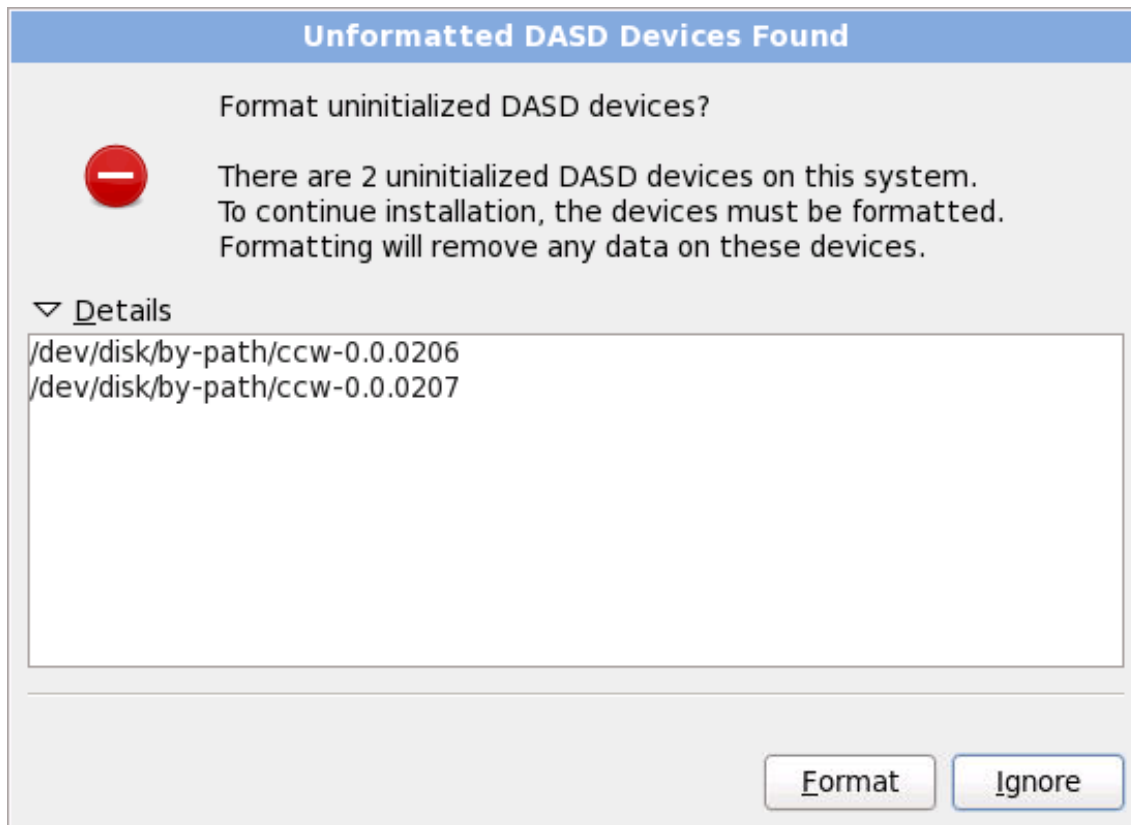 Unformatted DASD Devices Found
Format uninitialized DASD devices?
There are 2 uninitialized DASD devices on this system.
To continue installation, the devices must be formatted.
Formatting will remove any data on these devices.
Details
/dev/disk/by-path/ccw-0.0.0206
/dev/disk/by-path/ccw-0.0.0207
Format Ignore